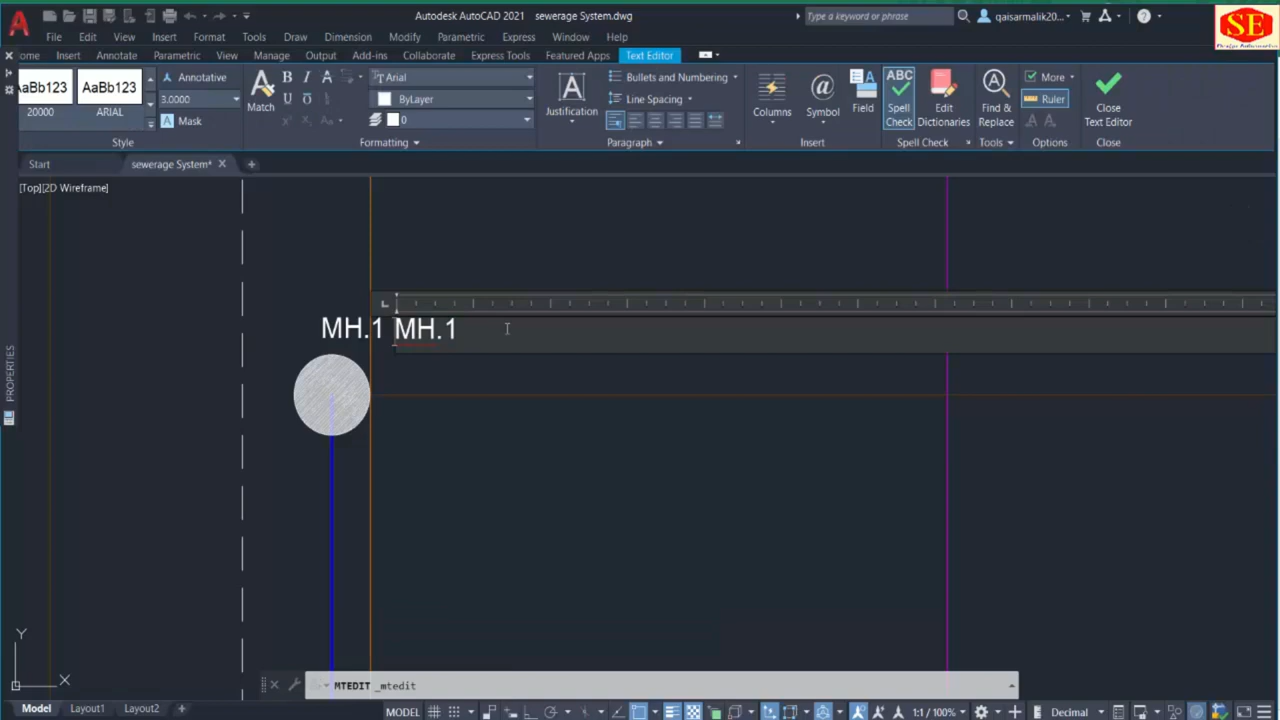 Autodesk AutoCAD 2021 sewerage System.dwg
Type a keyword or phrase
qaisarmalik20...
SE
File Edit View Insert Format Tools Draw Dimension Modify Parametric Express Window Help
ome Insert Annotate Parametric View Manage Output Add-ins Collaborate Express Tools Featured Apps Text Editor
AaBb123 AaBb123
20000 ARIAL
Annotative
3.0000
Mask
Style
Match
B I A
U O
Arial
ByLayer
0
Formatting
Justification
Bullets and Numbering
Line Spacing
Paragraph
Columns
Symbol
Field
Insert
ABC
Spell Check
Edit Dictionaries
Spell Check
Find & Replace
Tools
More
Ruler
Options
Close Text Editor
Close
Start
sewerage System*
[Top][2D Wireframe]
MH.1 MH.1
PROPERTIES
Y
X
MTEDIT _mtedit
Model Layout1 Layout2
MODEL
1:1 / 100%
Decimal